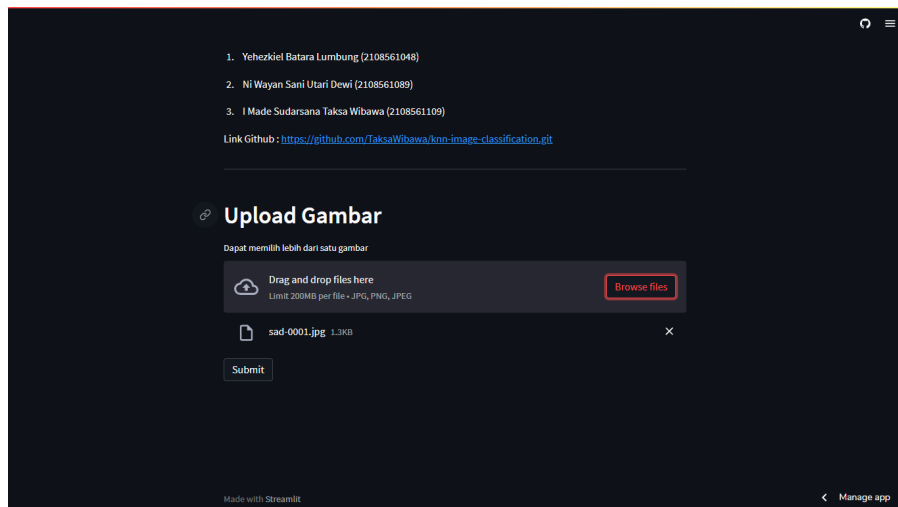 1. Yehezkiel Batara Lumbung (2108561048)
2. Ni Wayan Sani Utari Dewi (2108561089)
3. I Made Sudarsana Taksa Wibawa (2108561109)
Link Github : https://github.com/TaksaWibawa/knn-image-classification.git
Upload Gambar
Dapat memilih lebih dari satu gambar
Drag and drop files here
Limit 200MB per file • JPG, PNG, JPEG
Browse files
sad-0001.jpg 1.3KB
Submit
Made with Streamlit
Manage app